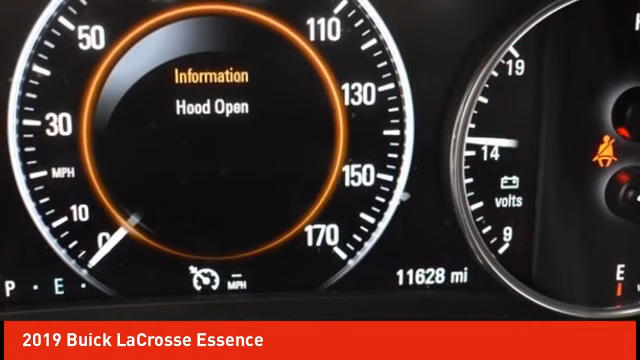 50
110
19
Information
Hood Open
130
30
14
MPH
150
volts
10
0
170
9
MPH
11628 mi
P
E
E
2019 Buick LaCrosse Essence